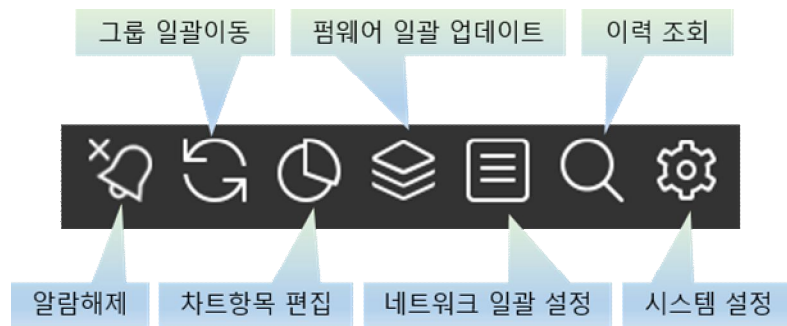 그룹 일괄이동
펌웨어 일괄 업데이트
이력 조회
알람해제
차트항목 편집
네트워크 일괄 설정
시스템 설정